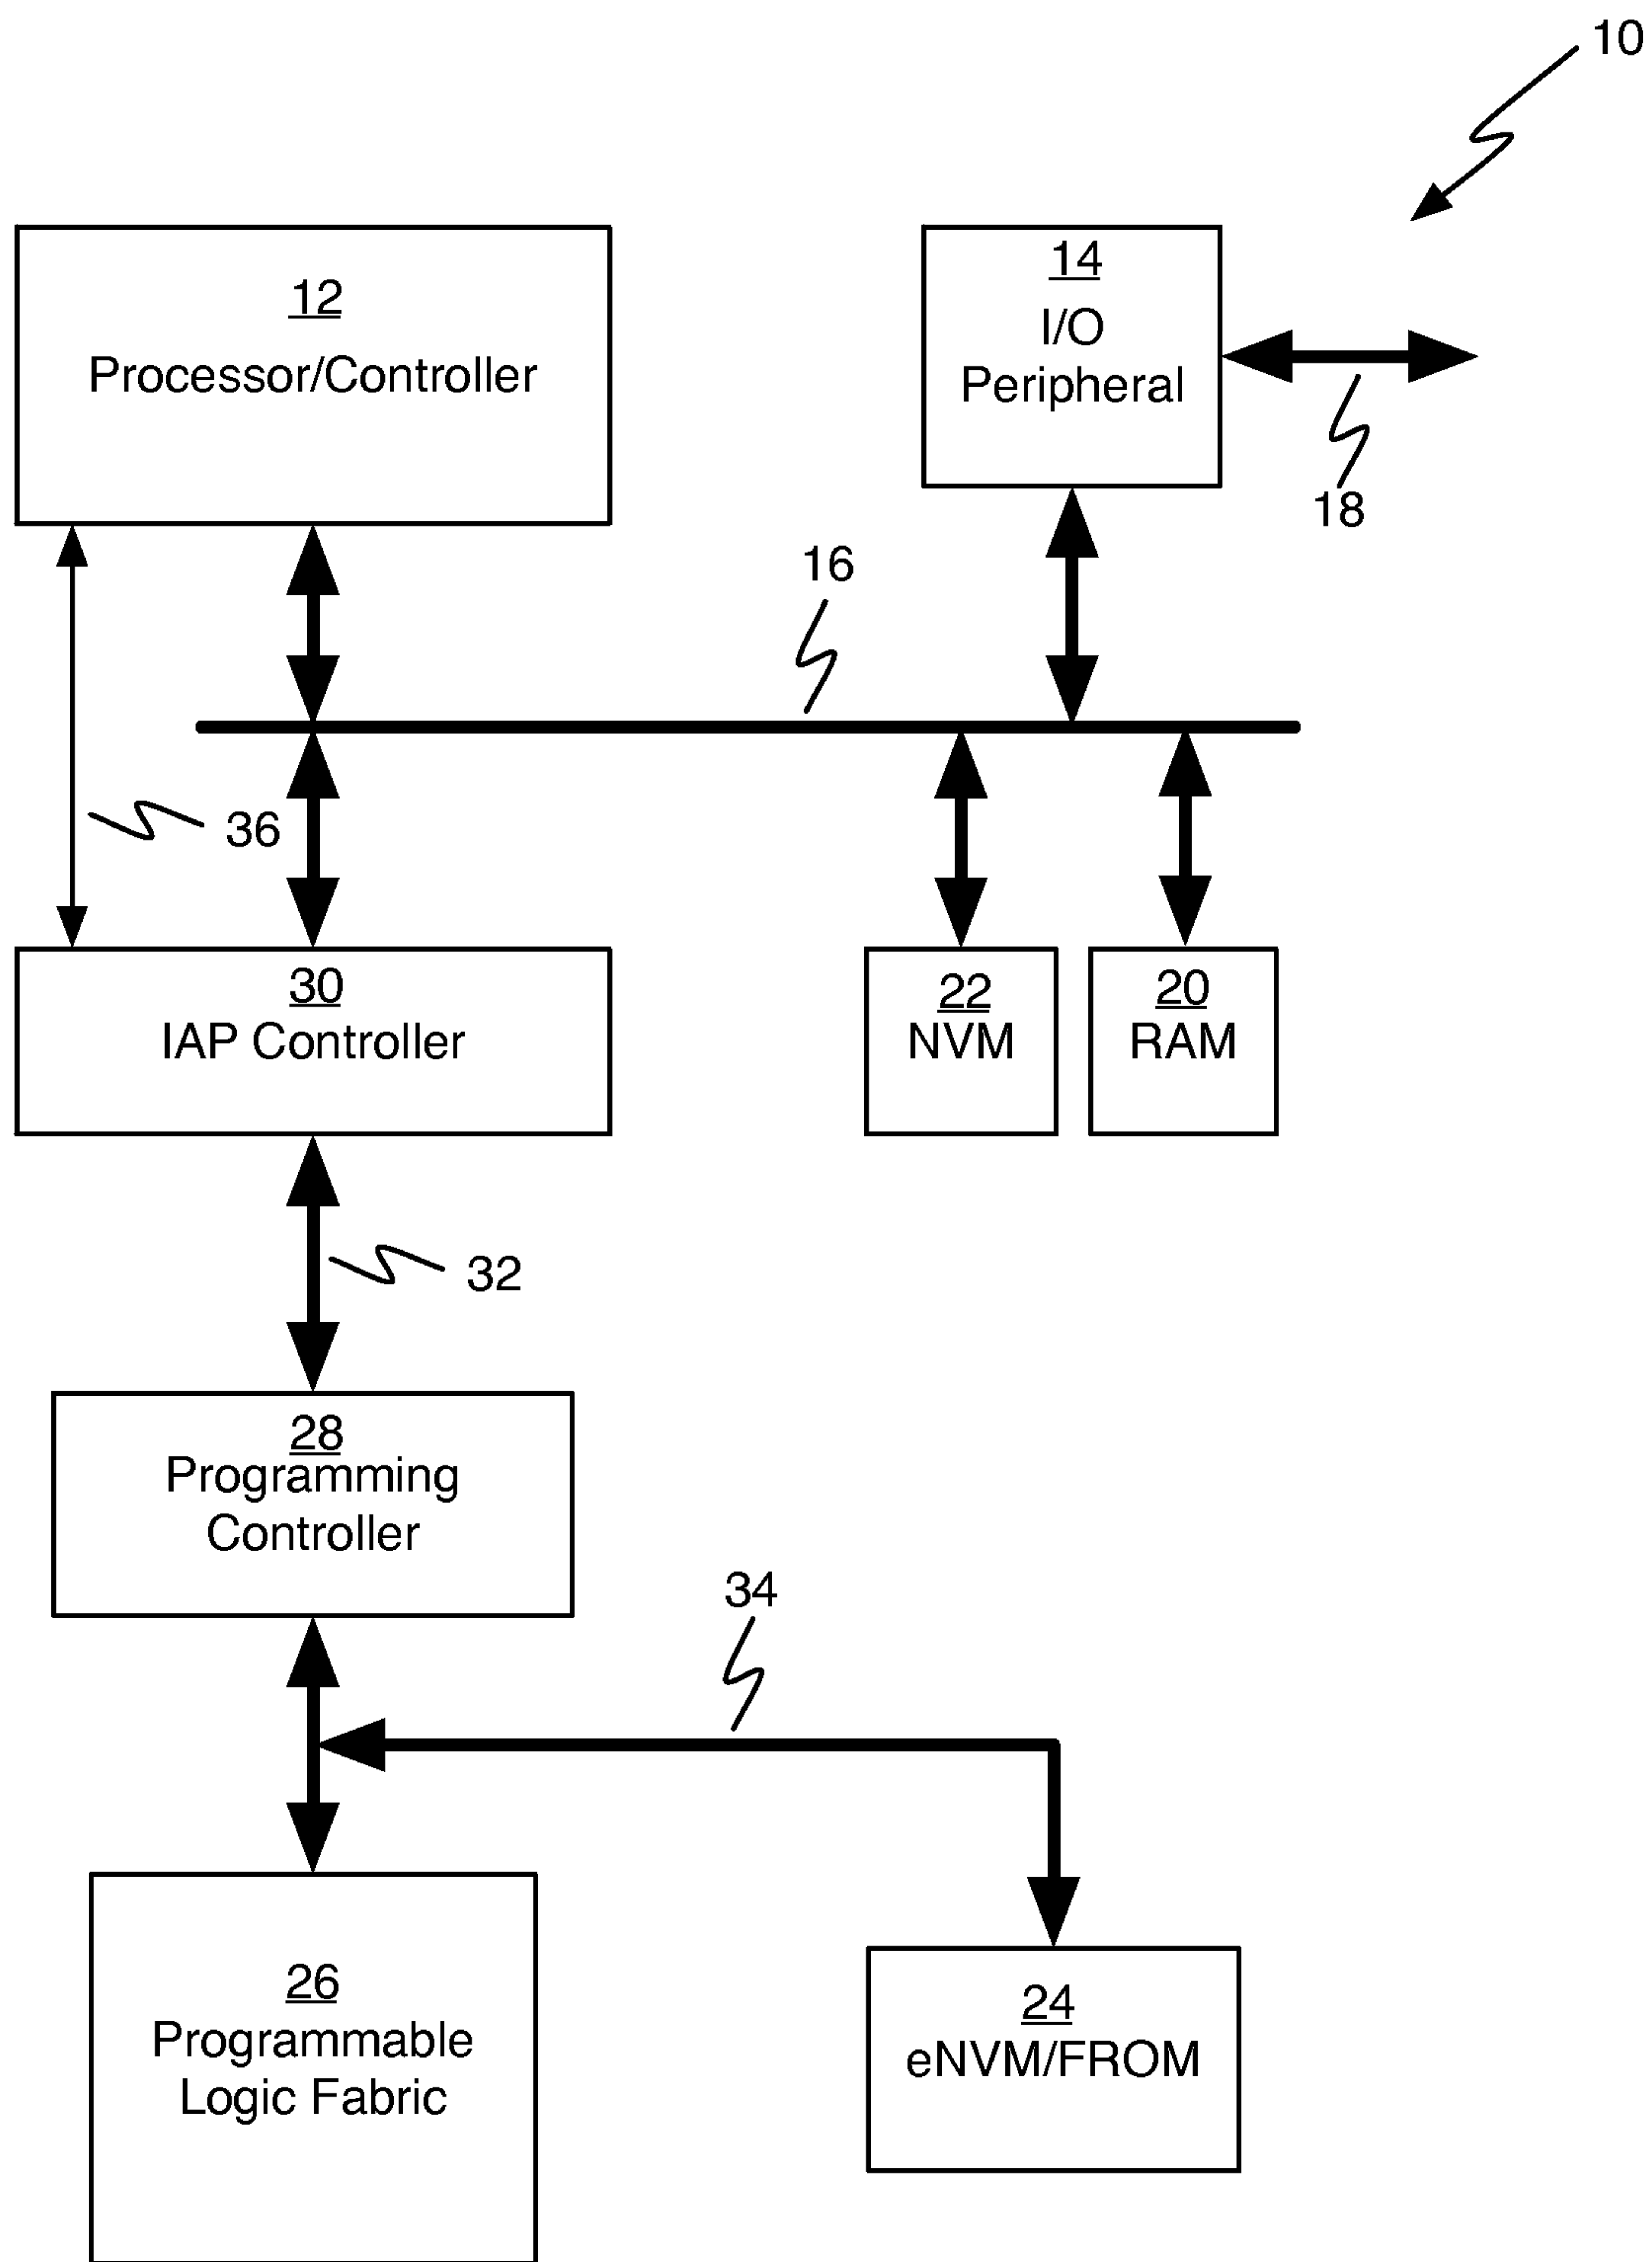 10
12
Processor/Controller
14
I/O
Peripheral
18
16
36
30
IAP Controller
22
NVM
20
RAM
32
28
Programming
Controller
34
26
Programmable
Logic Fabric
24
eNVM/FROM